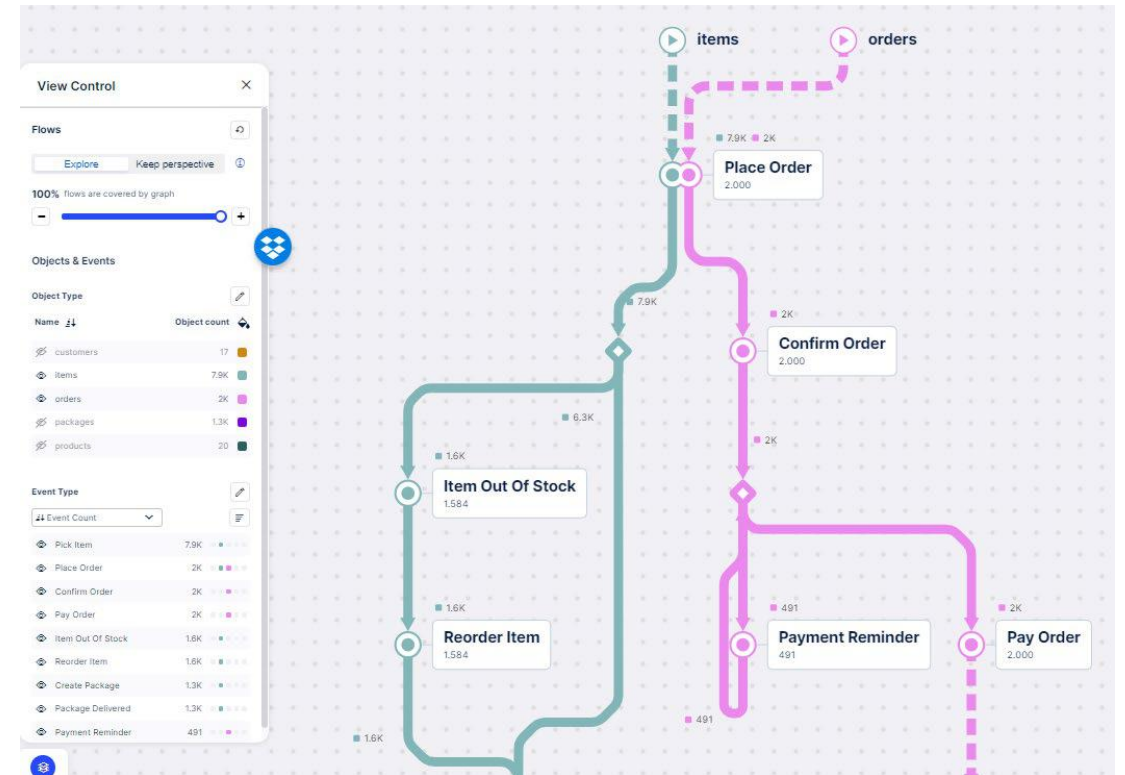 View Control
Flows
Explore Keep perspective
100% flows are covered by graph
Objects & Events
Object Type
Name Object count
customers 17
items 7.9K
orders 2K
packages 1.3K
products 20
Event Type
Event Count
Pick Item 7.9K
Place Order 2K
Confirm Order 2K
Pay Order 2K
Item Out Of Stock 1.6K
Reorder Item 1.6K
Create Package 1.3K
Package Delivered 1.3K
Payment Reminder 491
items orders
7.9K 2K
Place Order
2.000
7.9K
2K
Confirm Order
2.000
6.3K
2K
1.6K
Item Out Of Stock
1.584
1.6K
Reorder Item
1.584
491
Payment Reminder
491
2K
Pay Order
2.000
491
1.6K